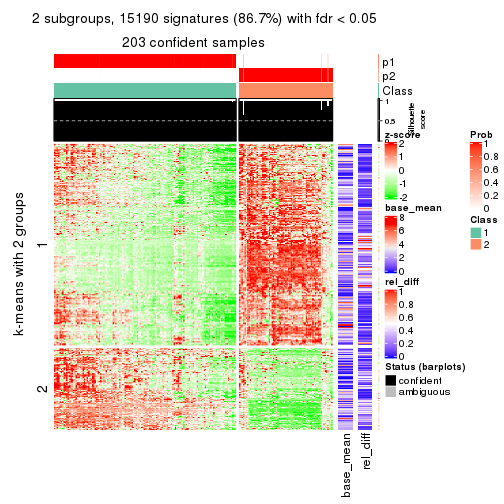 2 subgroups, 15190 signatures (86.7%) with fdr < 0.05
203 confident samples
p1
p2
Class
1
0.5
0
Silhouette
score
k-means with 2 groups
1
2
base_mean
rel_diff
z-score
2
1
0
-1
-2
base_mean
8
6
4
2
0
rel_diff
1
0.8
0.6
0.4
0.2
0
Status (barplots)
confident
ambiguous
Prob
1
0.8
0.6
0.4
0.2
0
Class
1
2